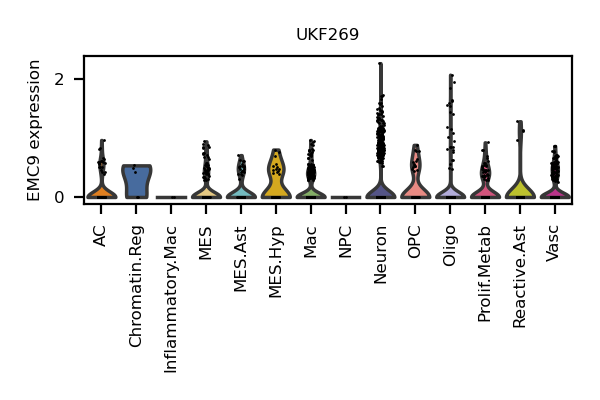 UKF269
EMC9 expression
2
0
AC
Chromatin.Reg
Inflammatory.Mac
MES
MES.Ast
MES.Hyp
Mac
NPC
Neuron
OPC
Oligo
Prolif.Metab
Reactive.Ast
Vasc